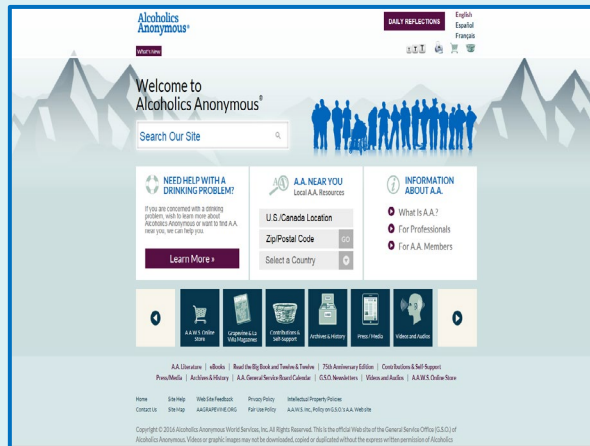 Alcoholics
Anonymous®
DAILY REFLECTIONS
English
Español
Français
What's New
T T T
Welcome to
Alcoholics Anonymous®
Search Our Site
NEED HELP WITH A
DRINKING PROBLEM?
If you are concerned with a drinking
problem, wish to learn more about
Alcoholics Anonymous or want to find A.A.
near you, we can help you.
Learn More »
A.A. NEAR YOU
Local A.A. Resources
U.S./Canada Location
Zip/Postal Code
GO
Select a Country
INFORMATION
ABOUT A.A.
What Is A.A.?
For Professionals
For A.A. Members
A.A.W.S. Online
Store
Grapevine & La
Viña Magazines
Contributions &
Self-Support
Archives & History
Press / Media
Videos and Audios
A.A. Literature | eBooks | Read the Big Book and Twelve & Twelve | 75th Anniversary Edition | Contributions & Self-Support
Press/Media | Archives & History | A.A. General Service Board Calendar | G.S.O. Newsletters | Videos and Audios | A.A.W.S. Online-Store
Home Site Help Web Site Feedback Privacy Policy Intellectual Property Policies
Contact Us Site Map AAGRAPEVINE.ORG Fair Use Policy A.A.W.S. Inc., Policy on G.S.O.'s A.A. Web site
Copyright © 2016 Alcoholics Anonymous World Services, Inc. All Rights Reserved. This is the official Web site of the General Service Office (G.S.O.) of
Alcoholics Anonymous. Videos or graphic images may not be downloaded, copied or duplicated without the express written permission of Alcoholics